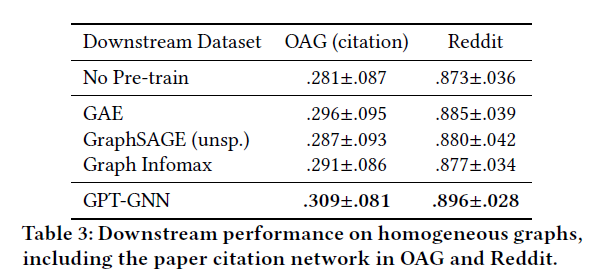 Downstream Dataset OAG (citation) Reddit
No Pre-train .281±.087 .873±.036
GAE .296±.095 .885±.039
GraphSAGE (unsp.) .287±.093 .880±.042
Graph Infomax .291±.086 .877±.034
GPT-GNN .309±.081 .896±.028
Table 3: Downstream performance on homogeneous graphs,
including the paper citation network in OAG and Reddit.